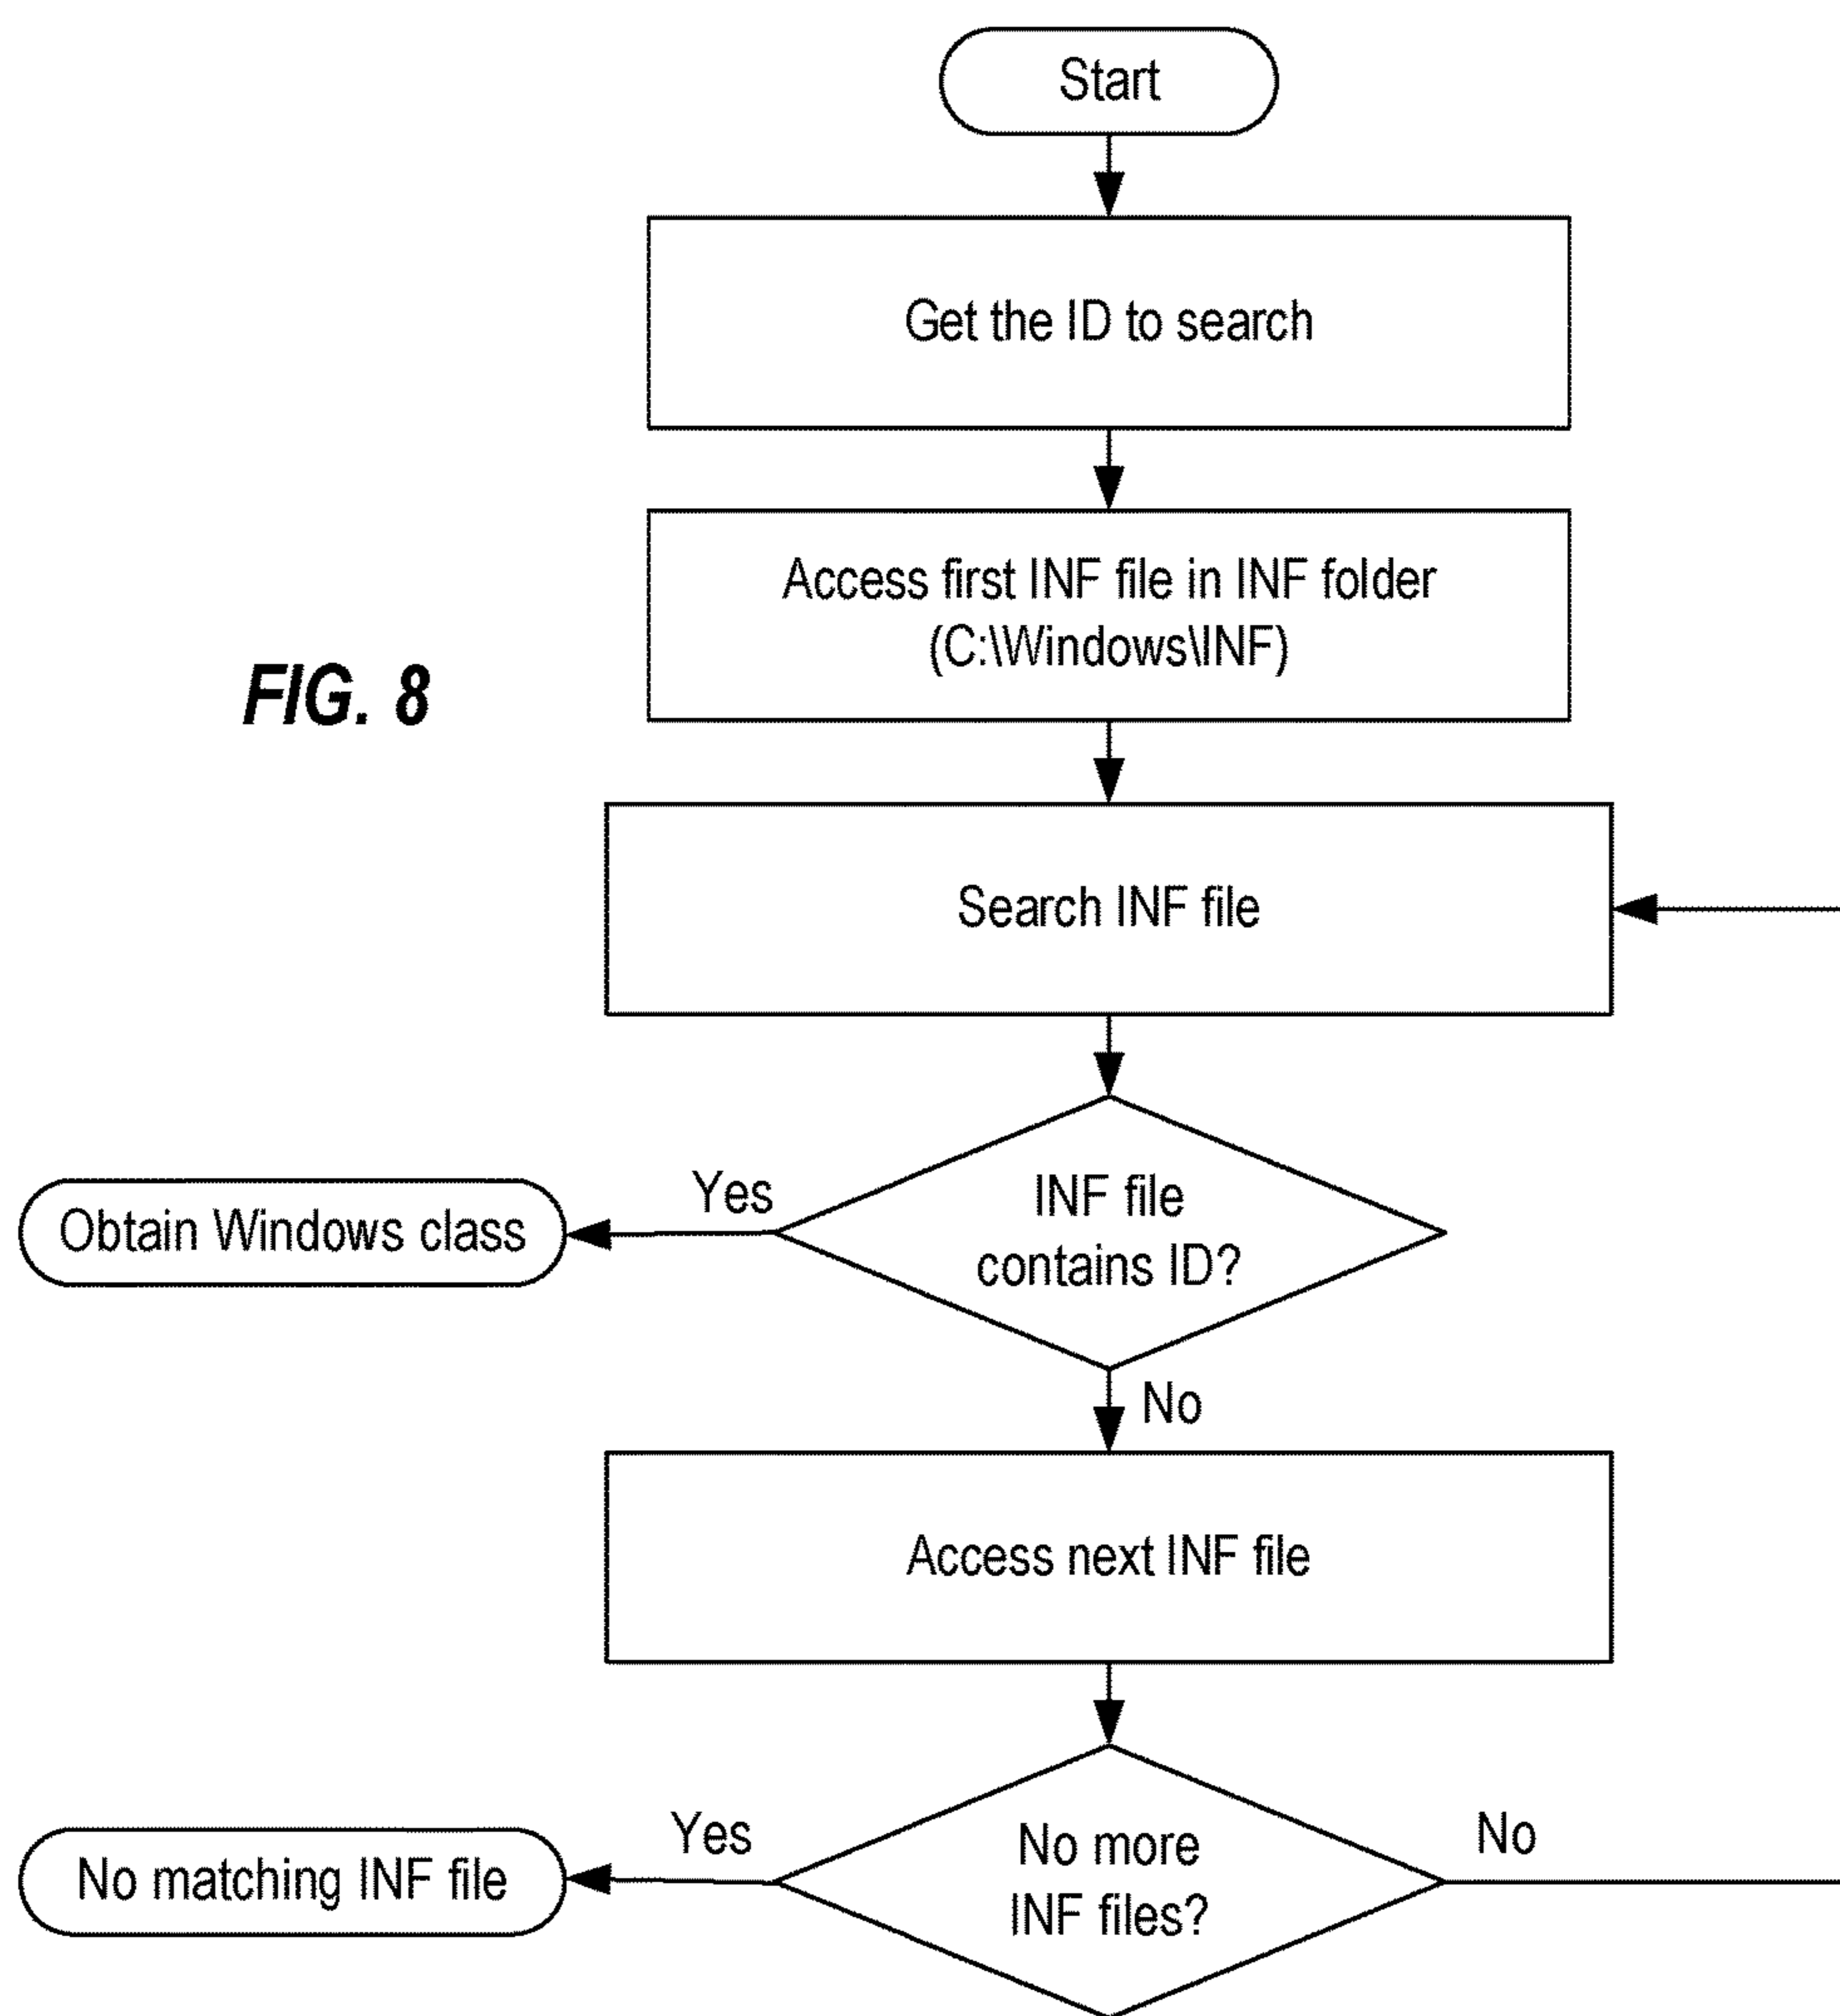 Start
Get the ID to search
Access first INF file in INF folder
(C:\Windows\INF)
FIG. 8
Search INF file
INF file
contains ID?
Yes
Obtain Windows class
No
Access next INF file
No more
INF files?
Yes
No matching INF file
No